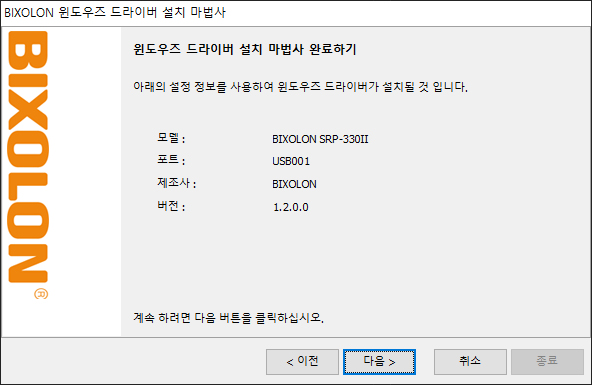 BIXOLON 윈도우즈 드라이버 설치 마법사
BIXOLON®
윈도우즈 드라이버 설치 마법사 완료하기
아래의 설정 정보를 사용하여 윈도우즈 드라이버가 설치될 것 입니다.
모델 : BIXOLON SRP-330II
포트 : USB001
제조사 : BIXOLON
버전 : 1.2.0.0
계속 하려면 다음 버튼을 클릭하십시오.
< 이전 다음 > 취소 종료